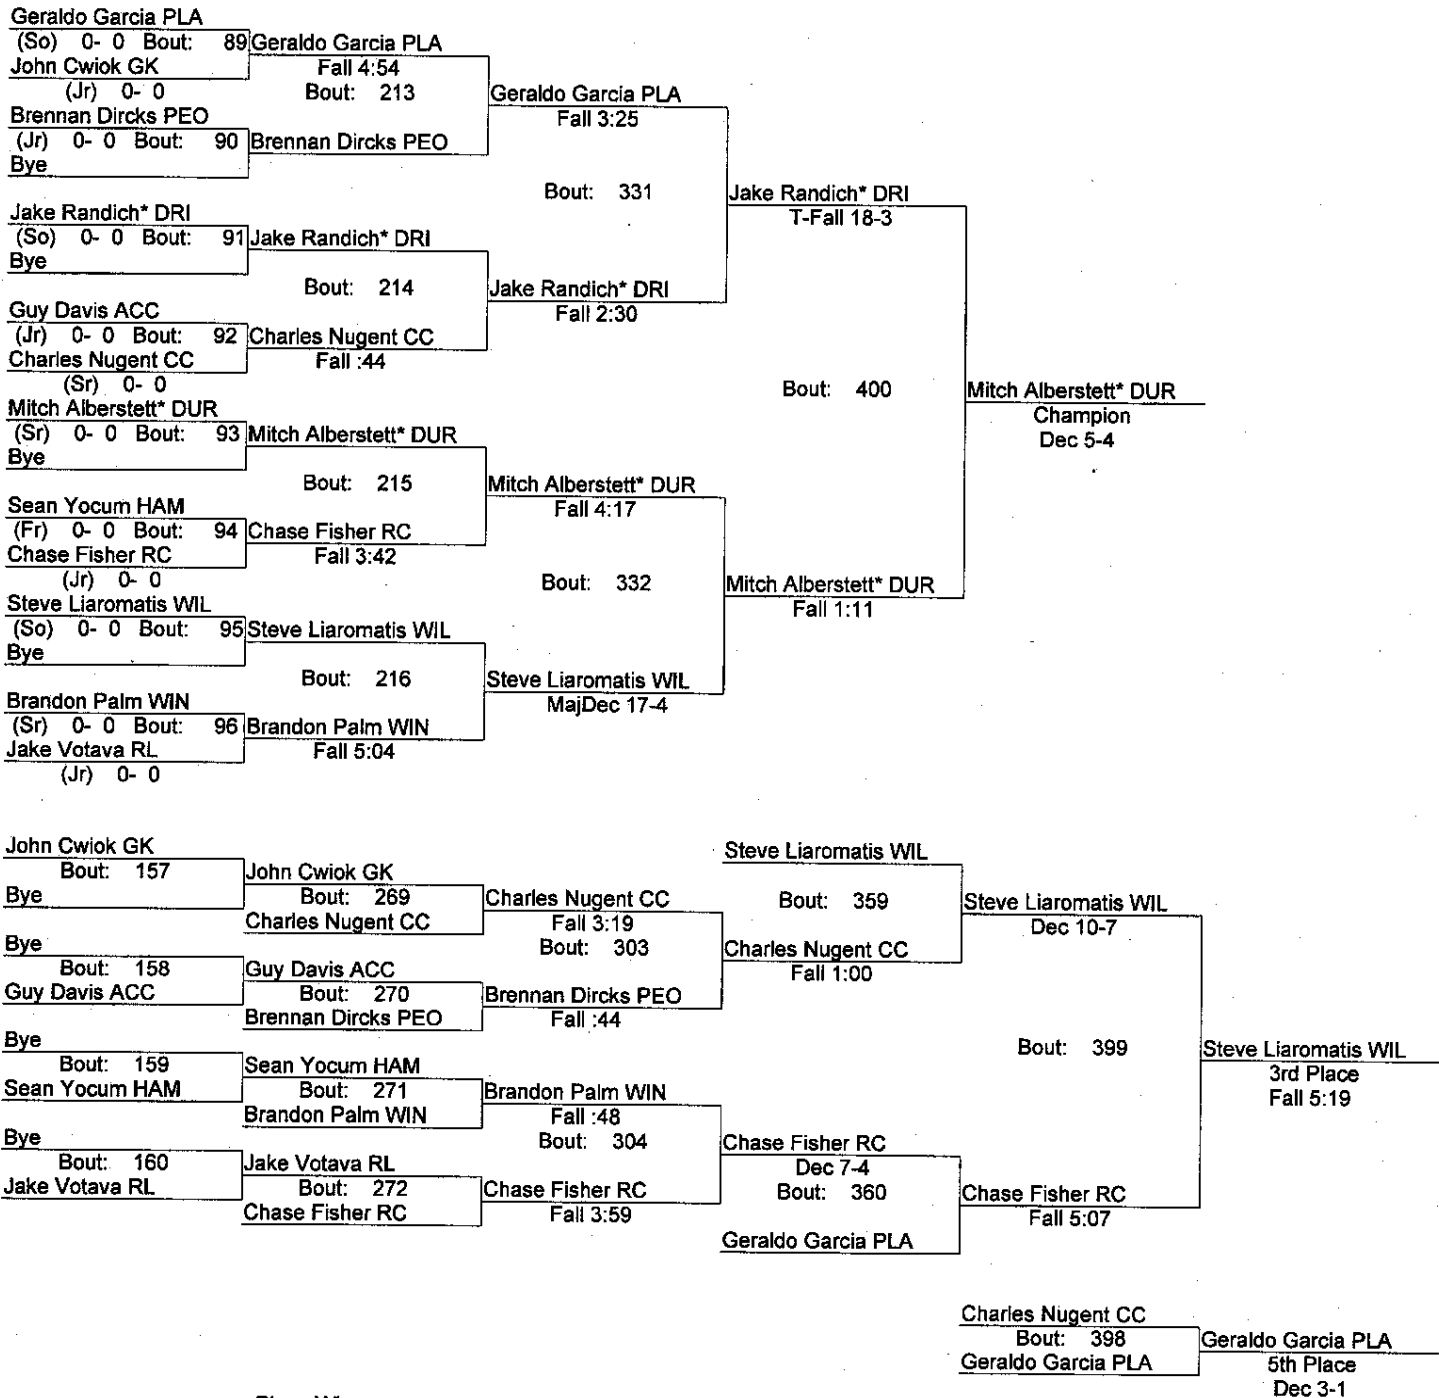 Geraldo Garcia PLA
(So) 0- 0 Bout: 89 Geraldo Garcia PLA
John Cwiok GK Fall 4:54
(Jr) 0- 0 Bout: 213 Geraldo Garcia PLA
Brennan Dircks PEO Fall 3:25
(Jr) 0- 0 Bout: 90 Brennan Dircks PEO
Bye
Bout: 331 Jake Randich* DRI
Jake Randich* DRI T-Fall 18-3
(So) 0- 0 Bout: 91 Jake Randich* DRI
Bye
Bout: 214 Jake Randich* DRI
Guy Davis ACC Fall 2:30
(Jr) 0- 0 Bout: 92 Charles Nugent CC
Charles Nugent CC Fall :44
(Sr) 0- 0 Bout: 400 Mitch Alberstett* DUR
Mitch Alberstett* DUR Champion
(Sr) 0- 0 Bout: 93 Mitch Alberstett* DUR Dec 5-4
Bye
Bout: 215 Mitch Alberstett* DUR
Sean Yocum HAM Fall 4:17
(Fr) 0- 0 Bout: 94 Chase Fisher RC
Chase Fisher RC Fall 3:42
(Jr) 0- 0 Bout: 332 Mitch Alberstett* DUR
Steve Liaromatis WIL Fall 1:11
(So) 0- 0 Bout: 95 Steve Liaromatis WIL
Bye
Bout: 216 Steve Liaromatis WIL
Brandon Palm WIN MajDec 17-4
(Sr) 0- 0 Bout: 96 Brandon Palm WIN
Jake Votava RL Fall 5:04
(Jr) 0- 0
John Cwiok GK Steve Liaromatis WIL
Bout: 157 John Cwiok GK
Bye Bout: 269 Charles Nugent CC Bout: 359 Steve Liaromatis WIL
Charles Nugent CC Fall 3:19 Dec 10-7
Bye Bout: 303 Charles Nugent CC
Bout: 158 Guy Davis ACC Fall 1:00
Guy Davis ACC Bout: 270 Brennan Dircks PEO
Brennan Dircks PEO Fall :44
Bye Bout: 399 Steve Liaromatis WIL
Bout: 159 Sean Yocum HAM 3rd Place
Sean Yocum HAM Bout: 271 Brandon Palm WIN Fall 5:19
Brandon Palm WIN Fall :48
Bye Bout: 304 Chase Fisher RC
Bout: 160 Jake Votava RL Dec 7-4
Jake Votava RL Bout: 272 Chase Fisher RC Bout: 360 Chase Fisher RC
Chase Fisher RC Fall 3:59 Fall 5:07
Geraldo Garcia PLA
Charles Nugent CC
Bout: 398 Geraldo Garcia PLA
Geraldo Garcia PLA 5th Place
Dec 3-1